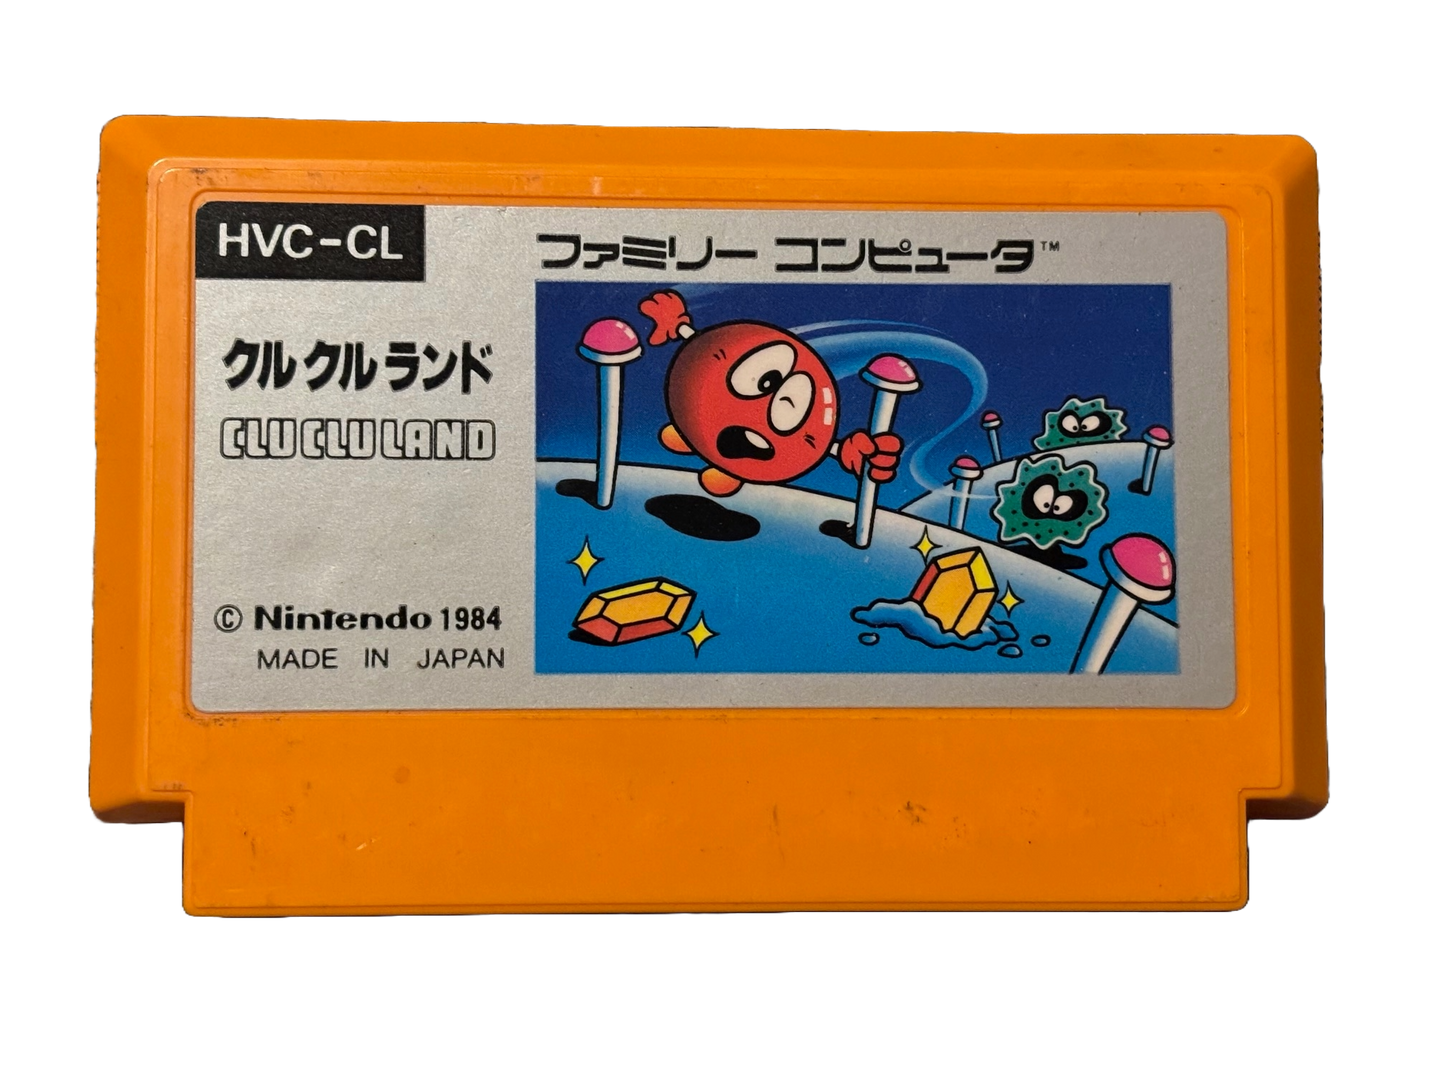 HVC-CL
ファミリー コンピュータ™
クルクルランド
CLU CLU LAND
© Nintendo 1984
MADE IN JAPAN